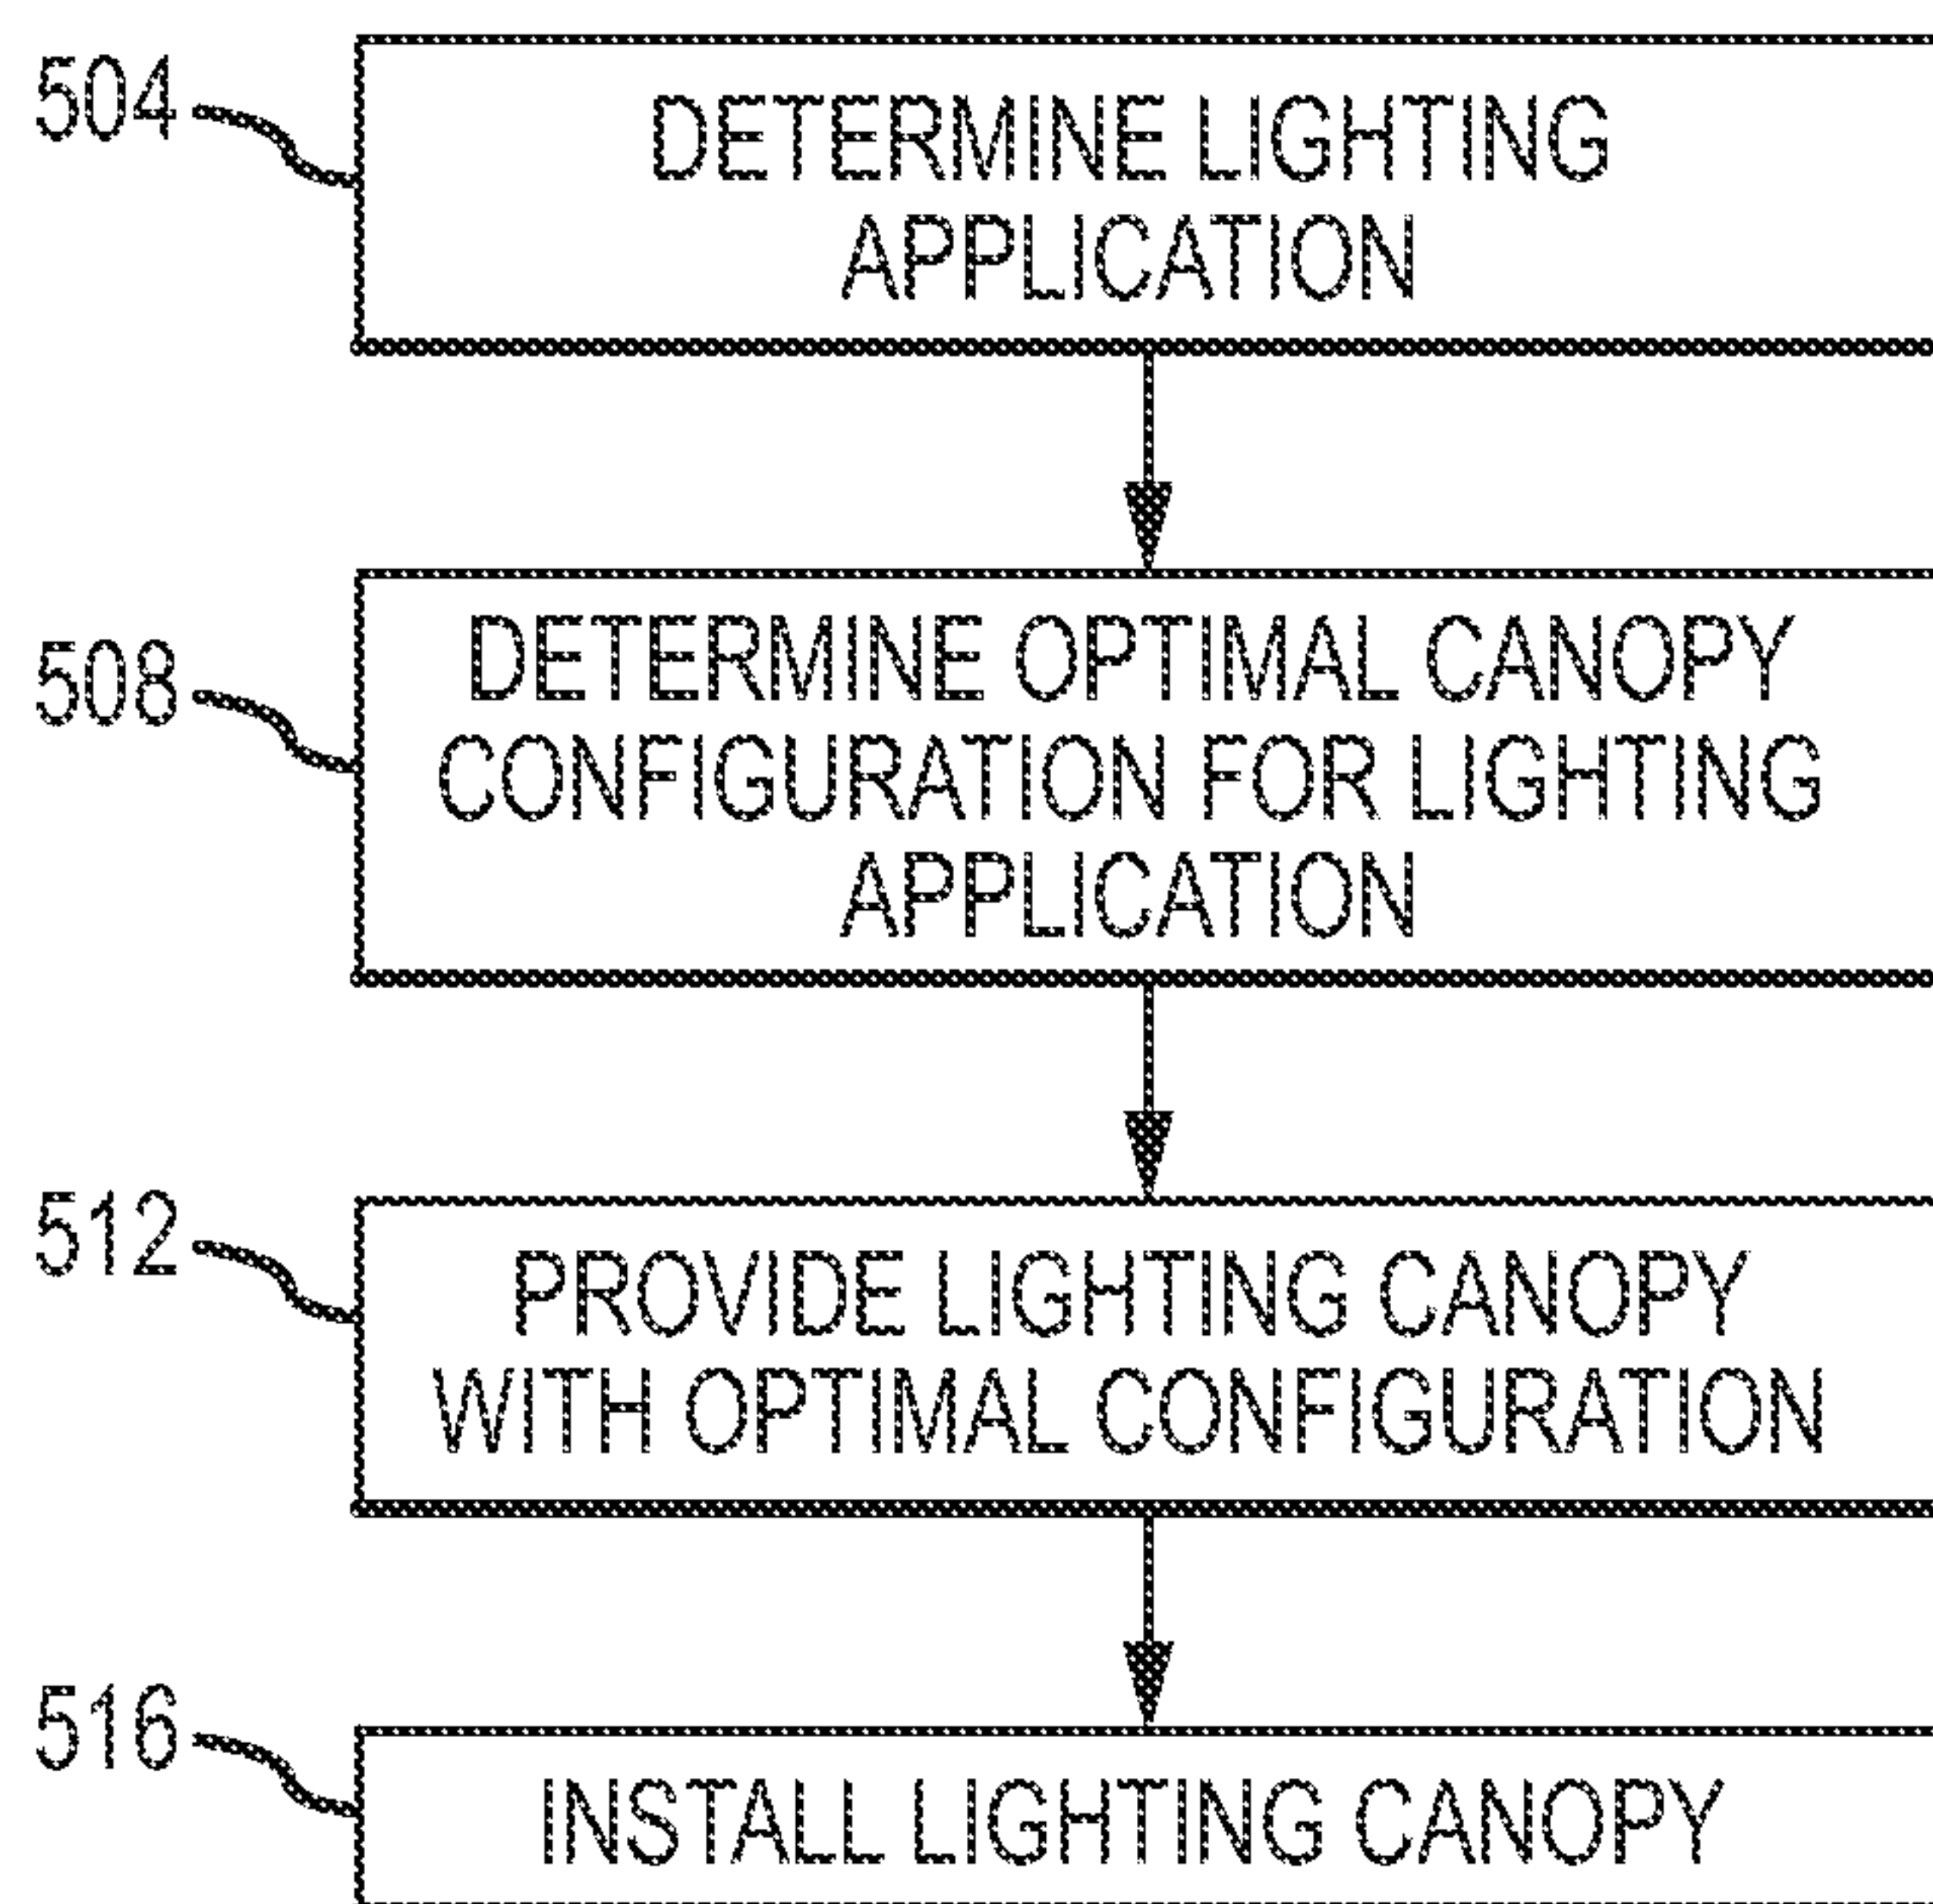 504
DETERMINE LIGHTING
APPLICATION
508
DETERMINE OPTIMAL CANOPY
CONFIGURATION FOR LIGHTING
APPLICATION
512
PROVIDE LIGHTING CANOPY
WITH OPTIMAL CONFIGURATION
516
INSTALL LIGHTING CANOPY